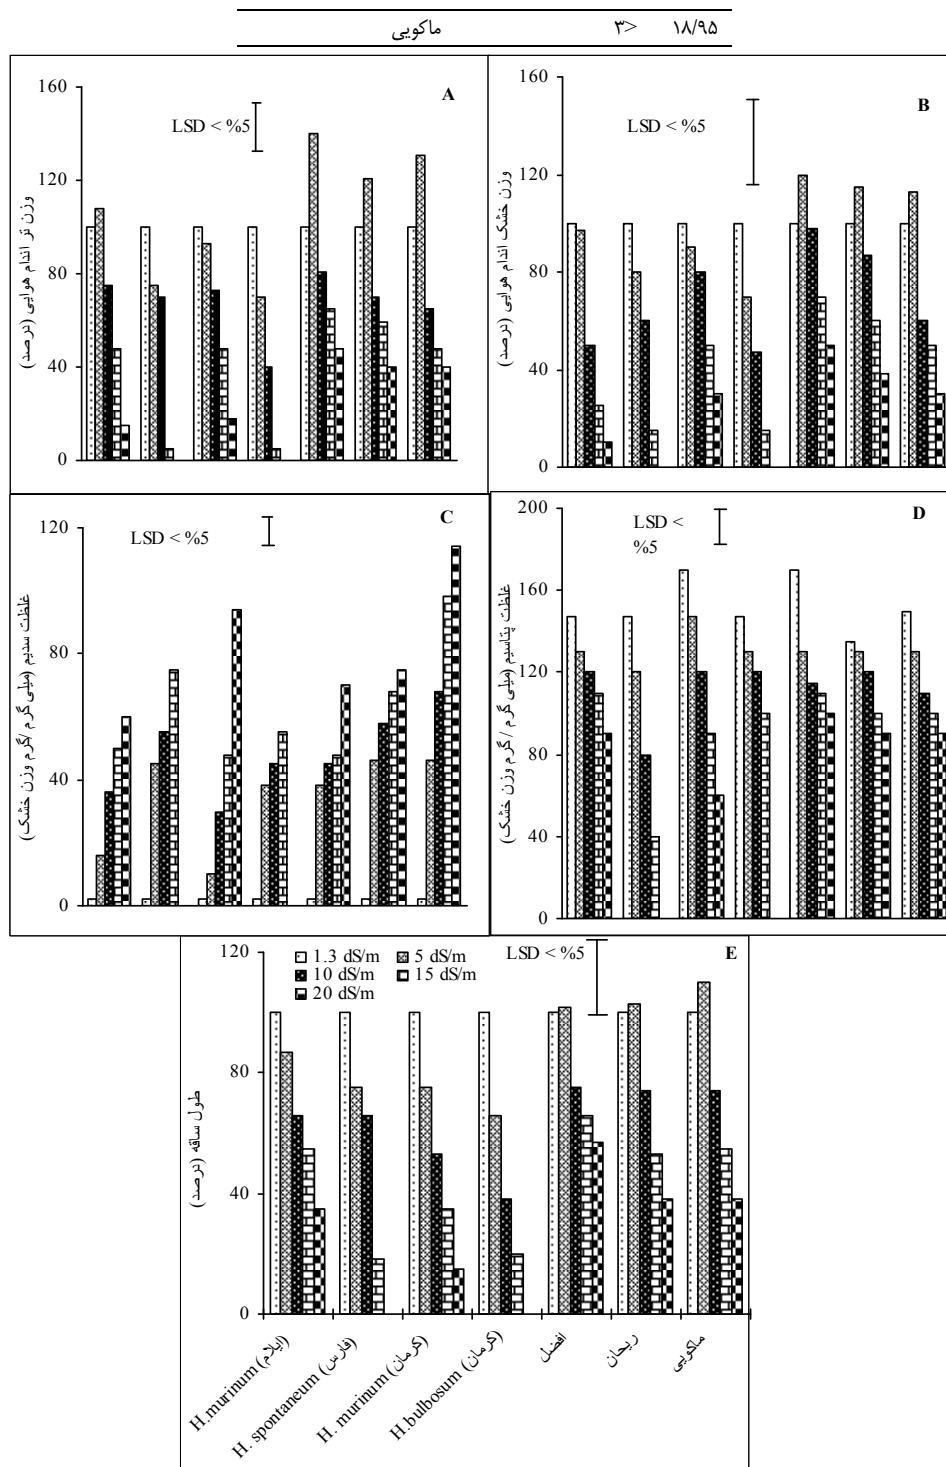 ماکویی ۳> ۱۸/۹۵
A
160
LSD < %5
120
80
40
0
وزن تر اندام هوایی (درصد)
B
160
LSD < %5
120
80
40
0
وزن خشک اندام هوایی (درصد)
C
120
LSD < %5
80
40
0
غلظت سدیم (میلی گرم /گرم وزن خشک)
D
200
LSD <
%5
160
120
80
40
0
غلظت پتاسیم (میلی گرم / گرم وزن خشک)
E
120
LSD < %5
1.3 dS/m 5 dS/m
10 dS/m 15 dS/m
20 dS/m
80
40
0
طول ساقه (درصد)
H.murinum (ایلام)
H. spontaneum (فارس)
H. murinum (کرمان)
H.bulbosum (کرمان)
افضل
ریحان
ماکویی